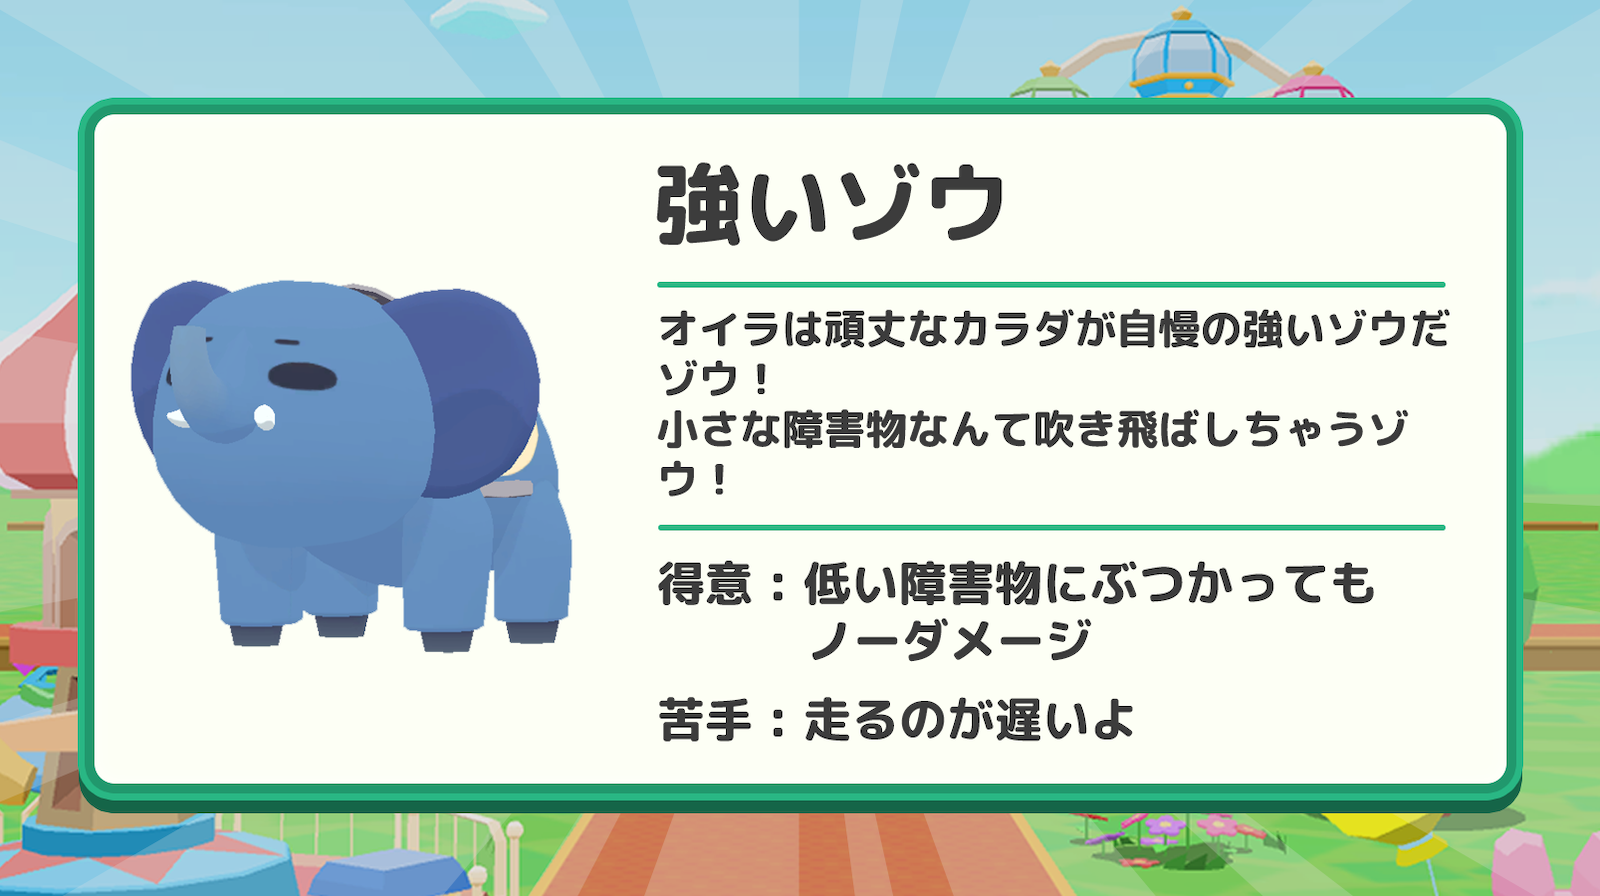 強いゾウ
オイラは頑丈なカラダが自慢の強いゾウだ
ゾウ！
小さな障害物なんて吹き飛ばしちゃうゾ
ウ！
得意：低い障害物にぶつかっても
ノーダメージ
苦手：走るのが遅いよ